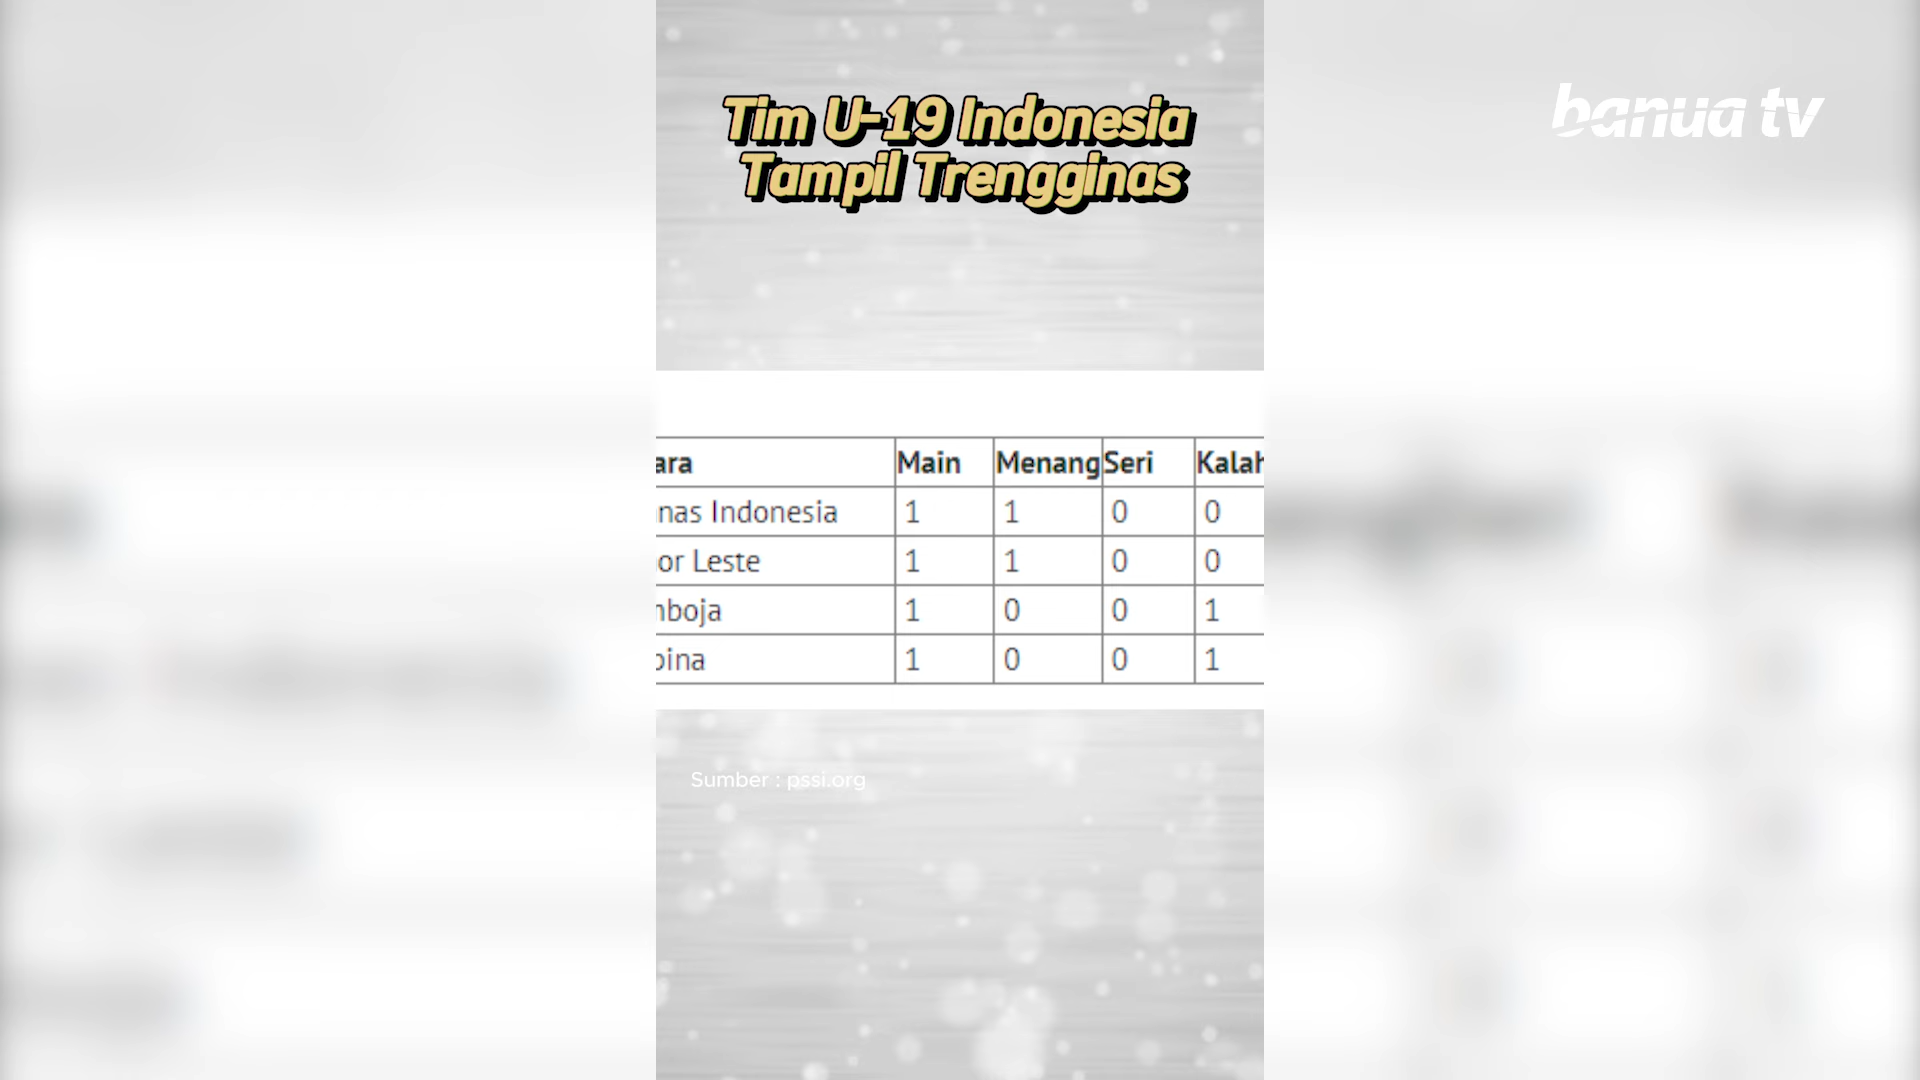 banua tv
Tim U-19 Indonesia
Tampil Trengginas
ara Main Menang Seri Kalah
nas Indonesia 1 1 0 0
or Leste 1 1 0 0
mboja 1 0 0 1
pina 1 0 0 1
Sumber : pssi.org